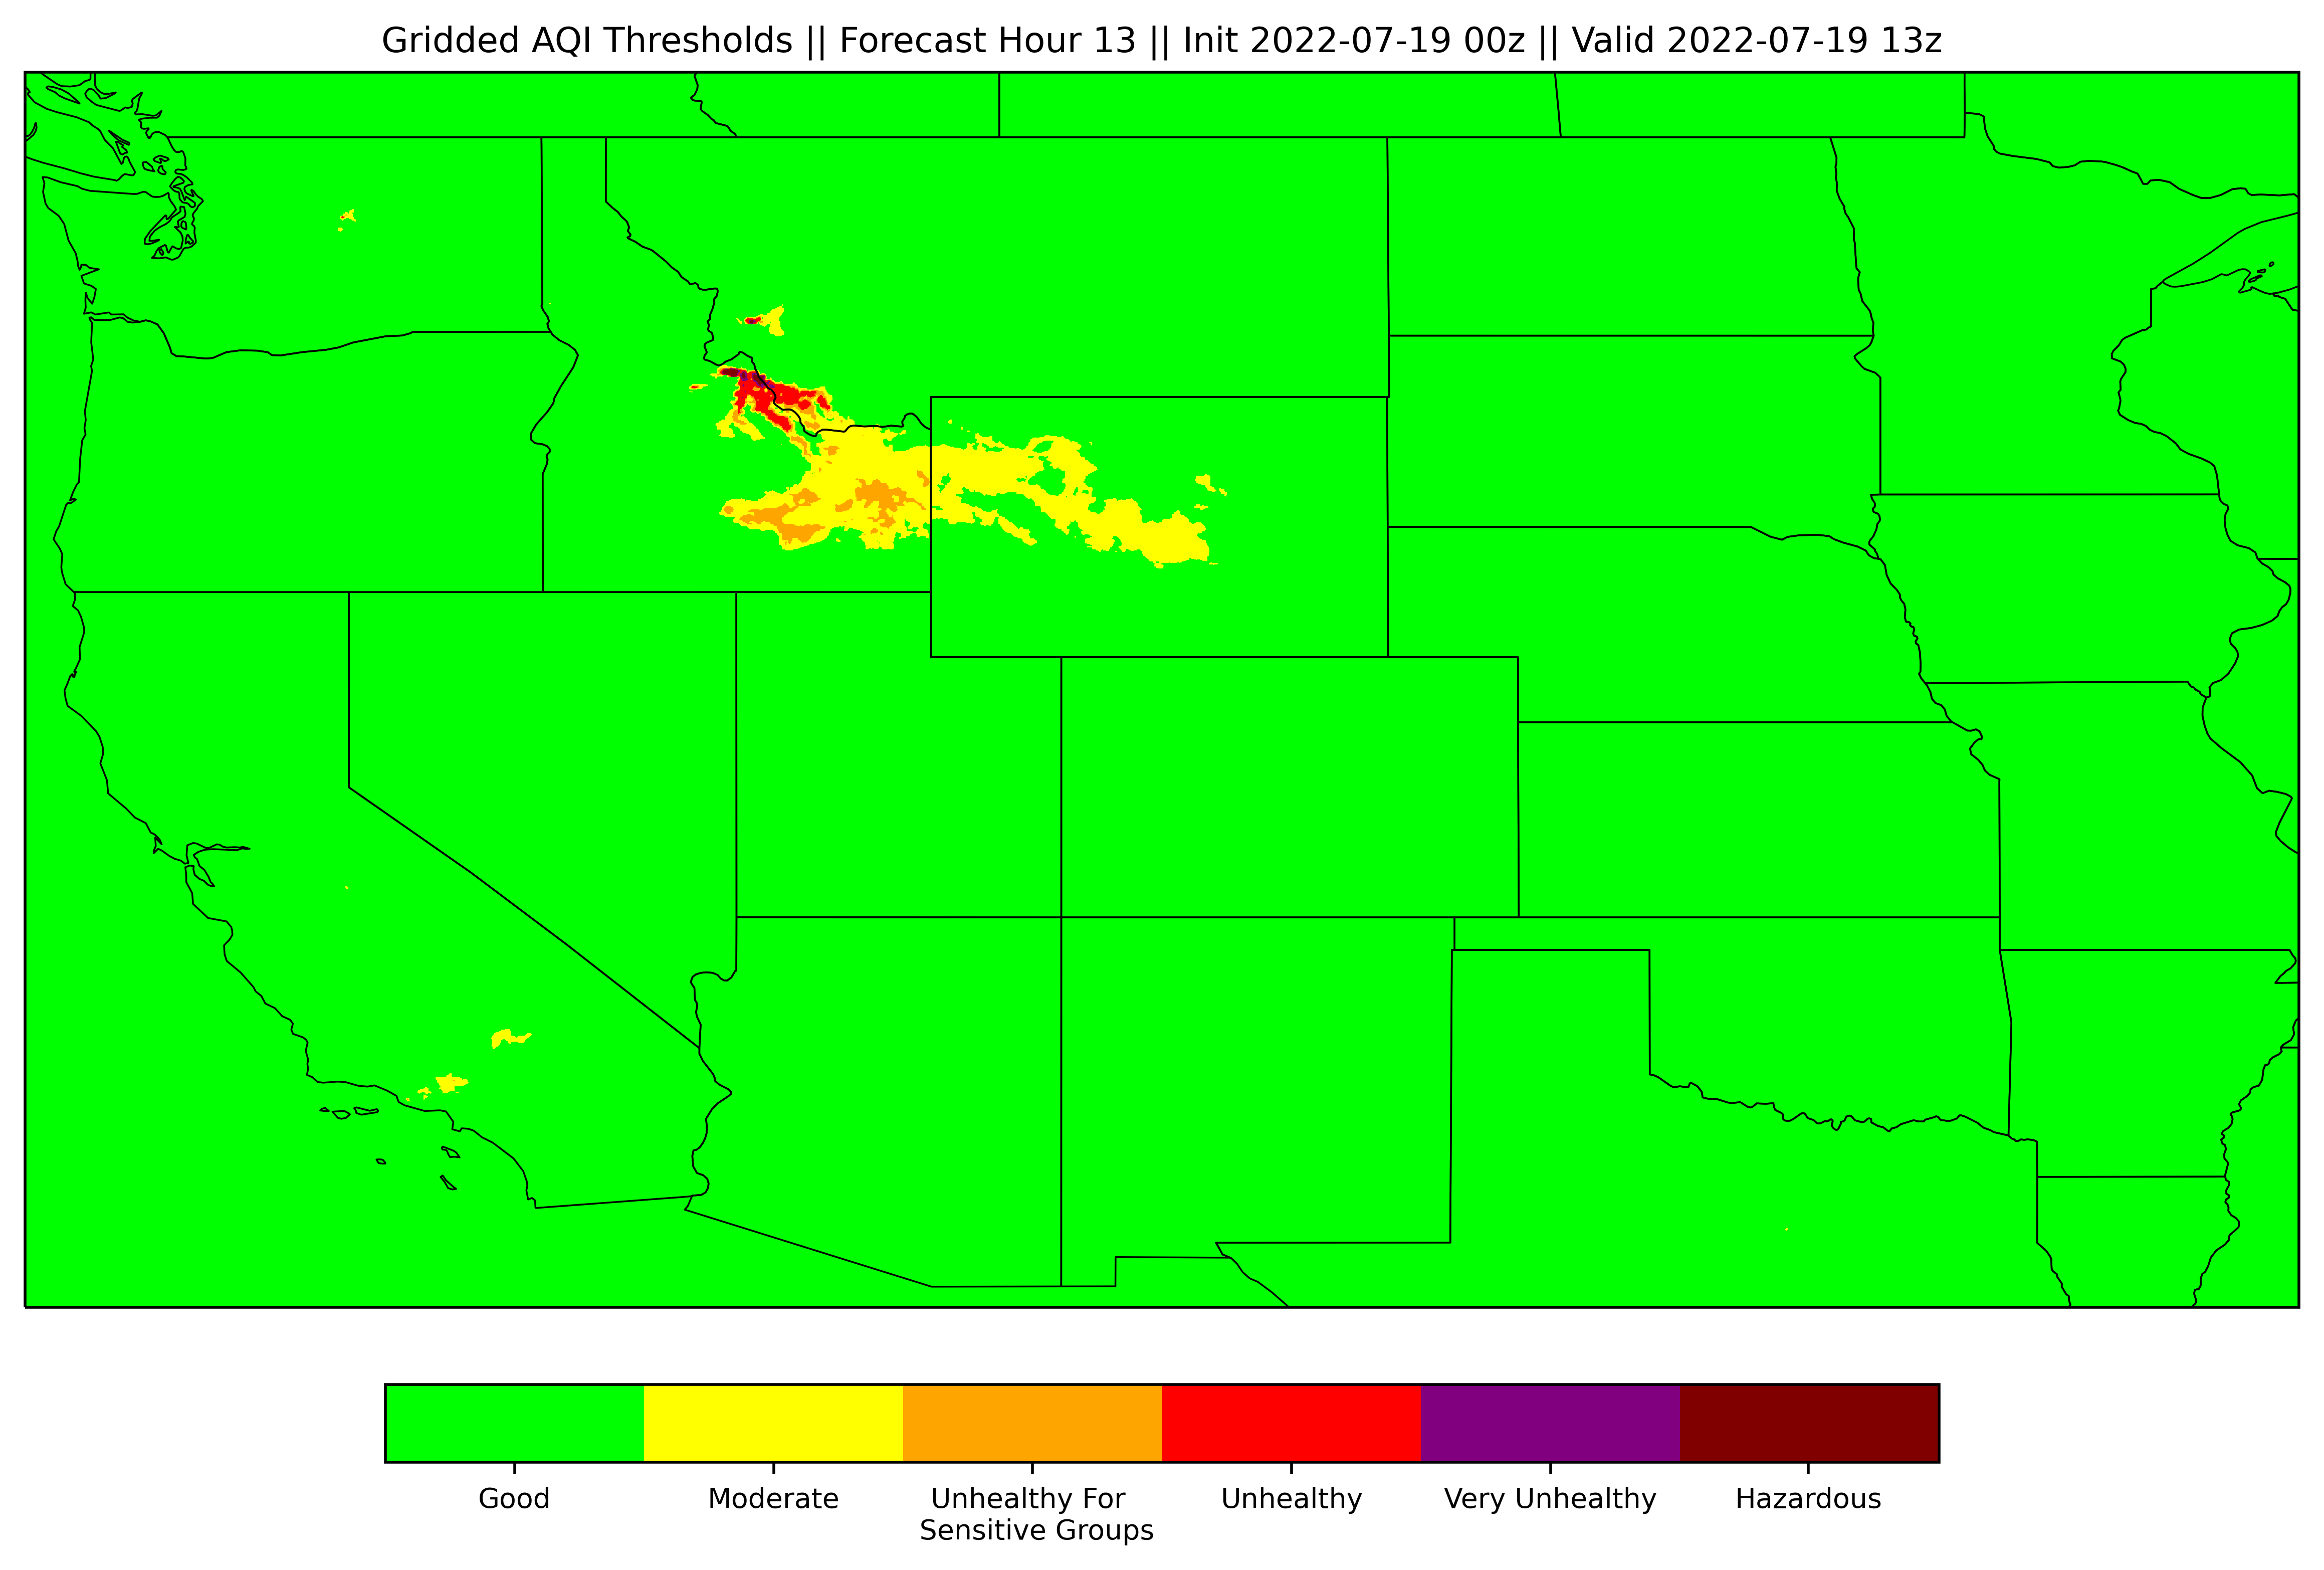 Gridded AQI Thresholds || Forecast Hour 13 || Init 2022-07-19 00z || Valid 2022-07-19 13z
Good
Moderate
Unhealthy For
Sensitive Groups
Unhealthy
Very Unhealthy
Hazardous